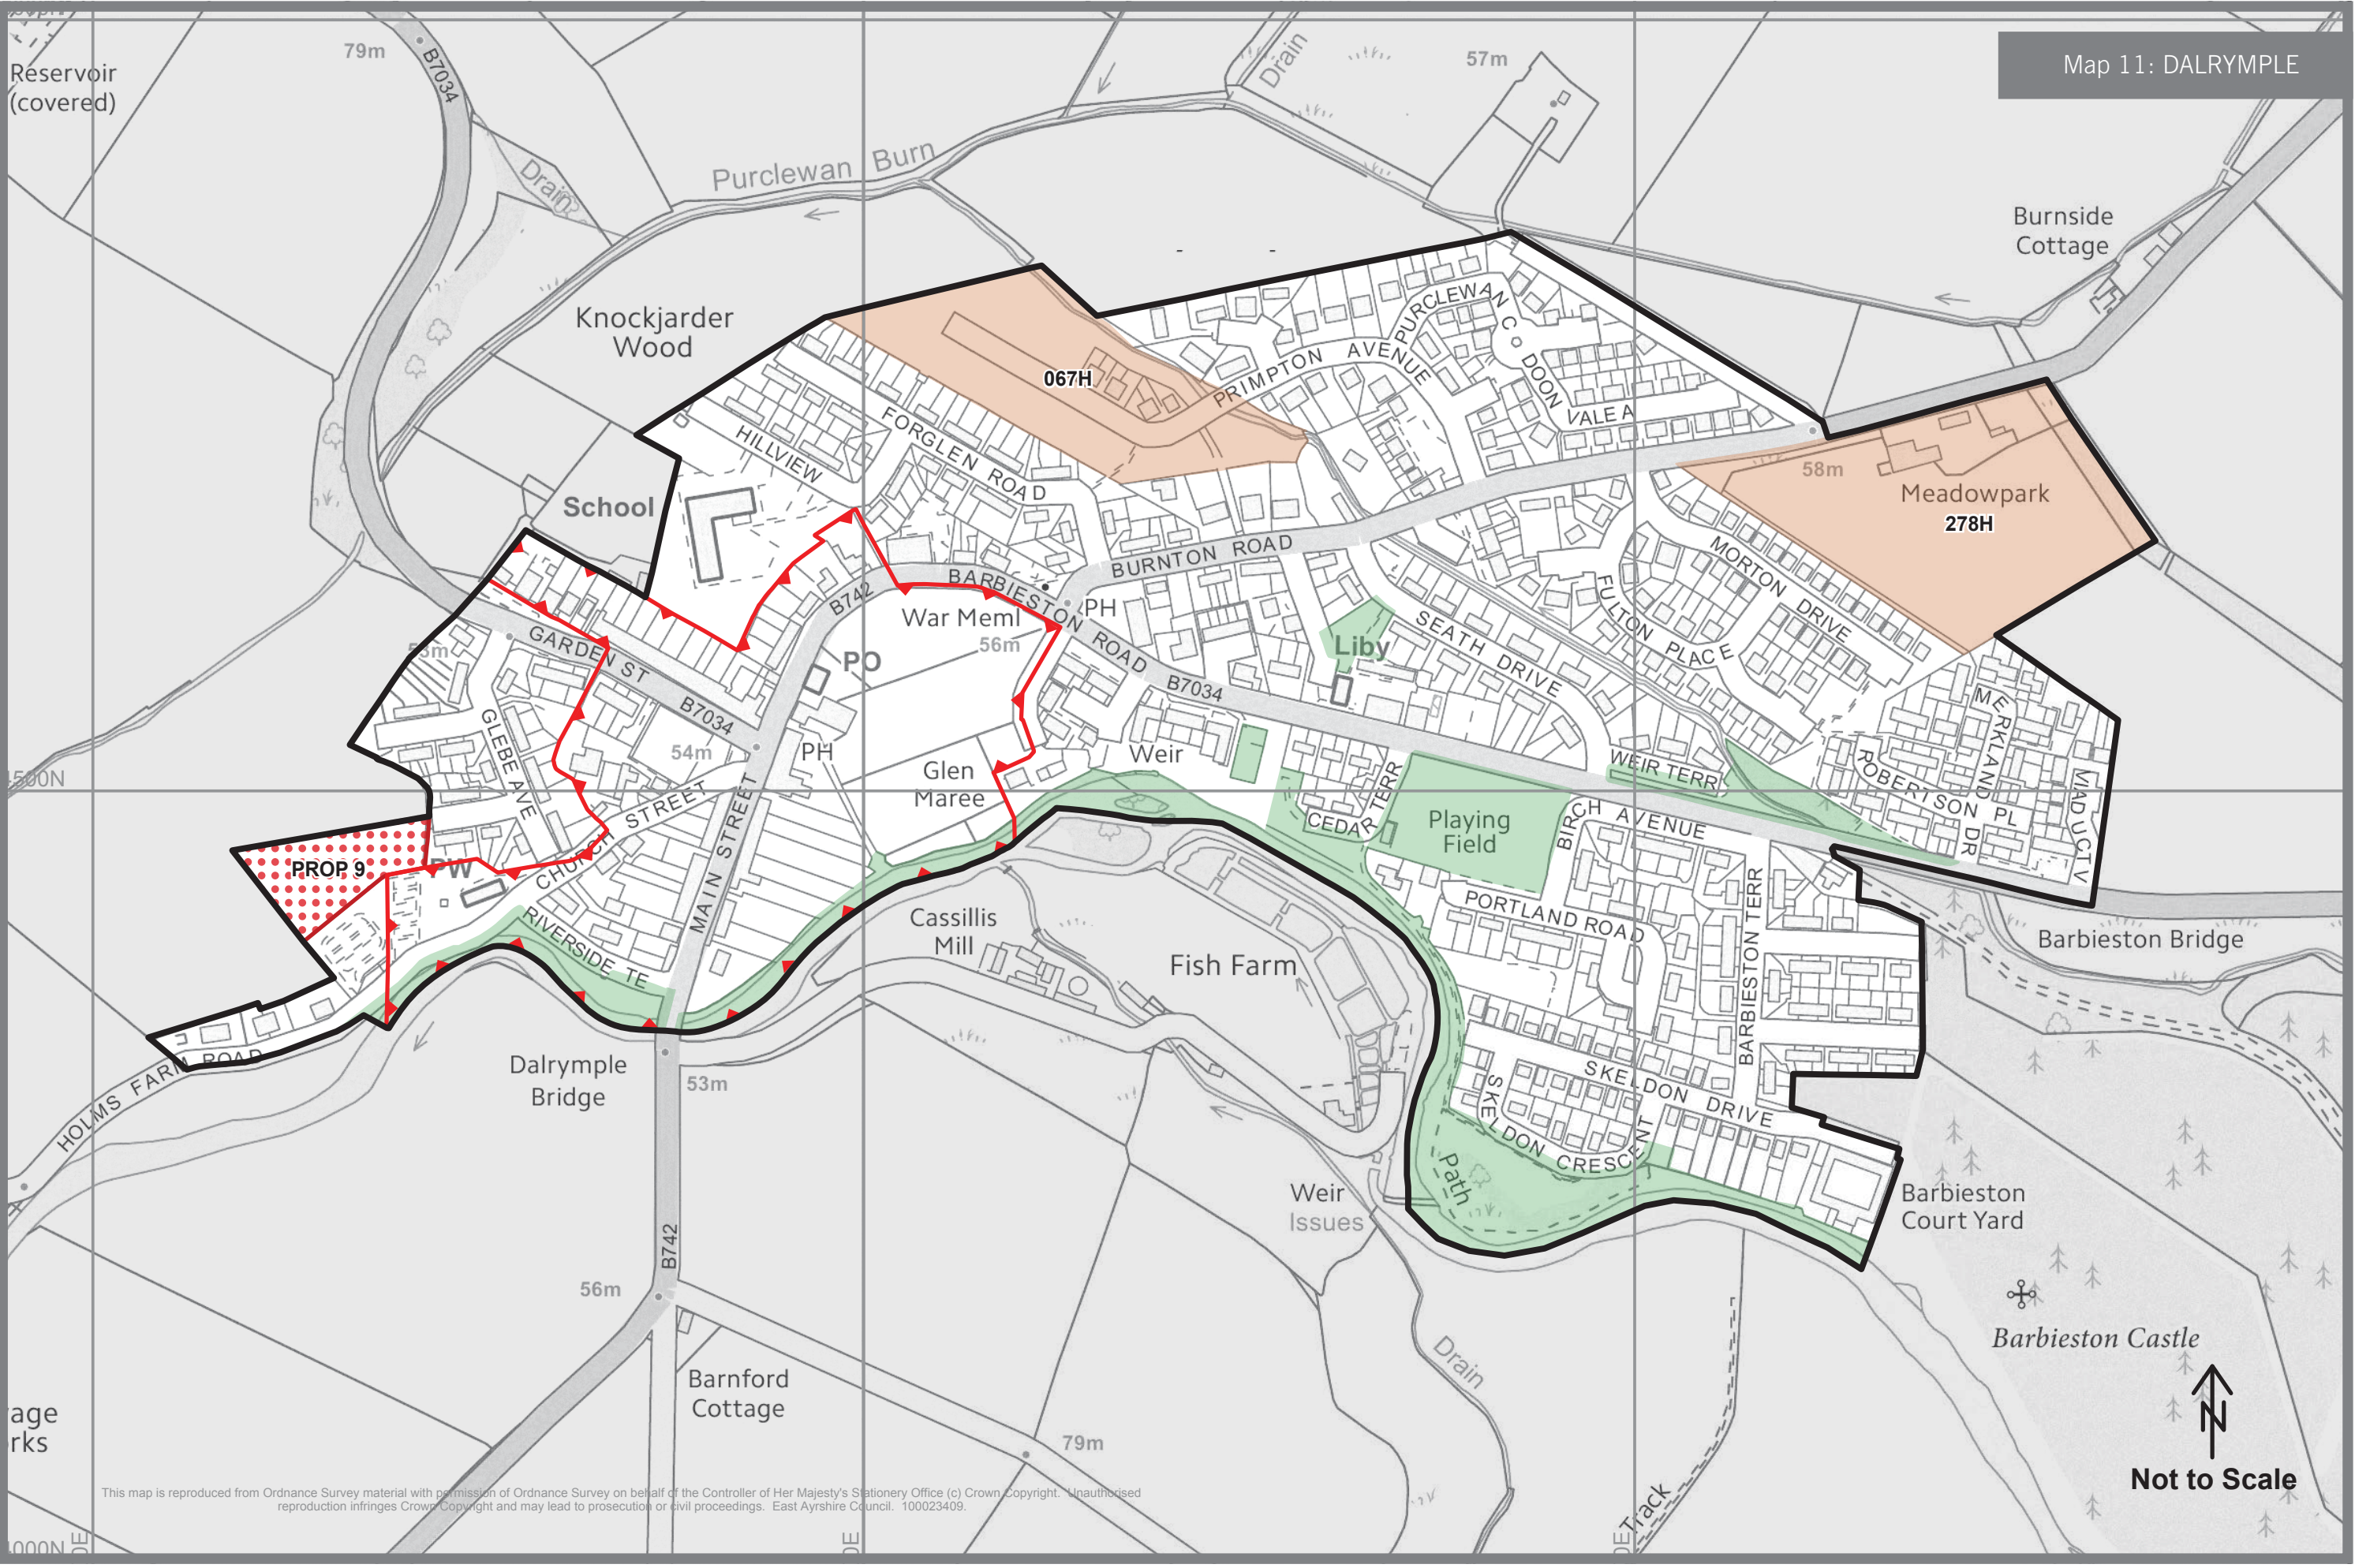 Map 11: DALRYMPLE
Reservoir
(covered)
79m
B7034
Drain
Purclewan Burn
Drain
57m
Burnside
Cottage
Knockjarder
Wood
067H
PRIMPTON AVENUE
PURCLEWAN C
DOON
VALE A
58m
Meadowpark
278H
School
HILLVIEW
FORGLEN ROAD
BURNTON ROAD
BARBIESTON ROAD
B742
PH
War Meml
56m
PO
Liby
SEATH DRIVE
FULTON PLACE
MORTON DRIVE
MERKLAND PL
ROBERTSON DR
VIADUCT V
53m
GARDEN ST
B7034
B7034
54m
PH
GLEBE AVE
Glen
Maree
Weir
WEIR TERR
CEDAR TERR
Playing
Field
BIRCH AVENUE
CHURCH STREET
MAIN STREET
PROP 9
PW
RIVERSIDE TE
Cassillis
Mill
Fish Farm
PORTLAND ROAD
BARBIESTON TERR
Barbieston Bridge
HOLMS FARM ROAD
Dalrymple
Bridge
53m
SKELDON DRIVE
SKELDON CRESCENT
Path
Weir
Issues
Barbieston
Court Yard
B742
56m
Barbieston Castle
Barnford
Cottage
79m
Drain
Track
N
Not to Scale
This map is reproduced from Ordnance Survey material with permission of Ordnance Survey on behalf of the Controller of Her Majesty's Stationery Office (c) Crown Copyright. Unauthorised
reproduction infringes Crown Copyright and may lead to prosecution or civil proceedings. East Ayrshire Council. 100023409.